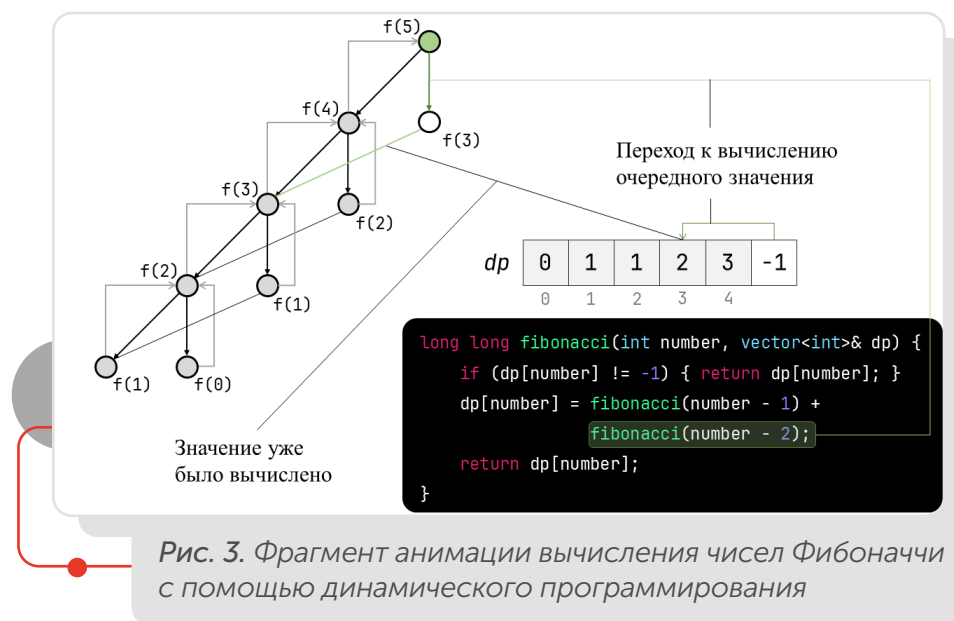 f(5)
f(4)
f(3)
f(3)
f(2)
f(2)
f(1)
f(1)
f(0)
Переход к вычислению
очередного значения
dp 0 1 1 2 3 -1
0 1 2 3 4
Значение уже
было вычислено
long long fibonacci(int number, vector<int>& dp) {
if (dp[number] != -1) { return dp[number]; }
dp[number] = fibonacci(number - 1) +
fibonacci(number - 2);
return dp[number];
}
Рис. 3. Фрагмент анимации вычисления чисел Фибоначчи
с помощью динамического программирования